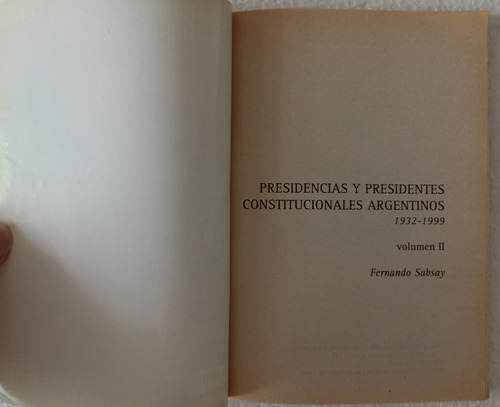 PRESIDENCIAS Y PRESIDENTES
CONSTITUCIONALES ARGENTINOS
1932-1999
volumen II
Fernando Sabsay